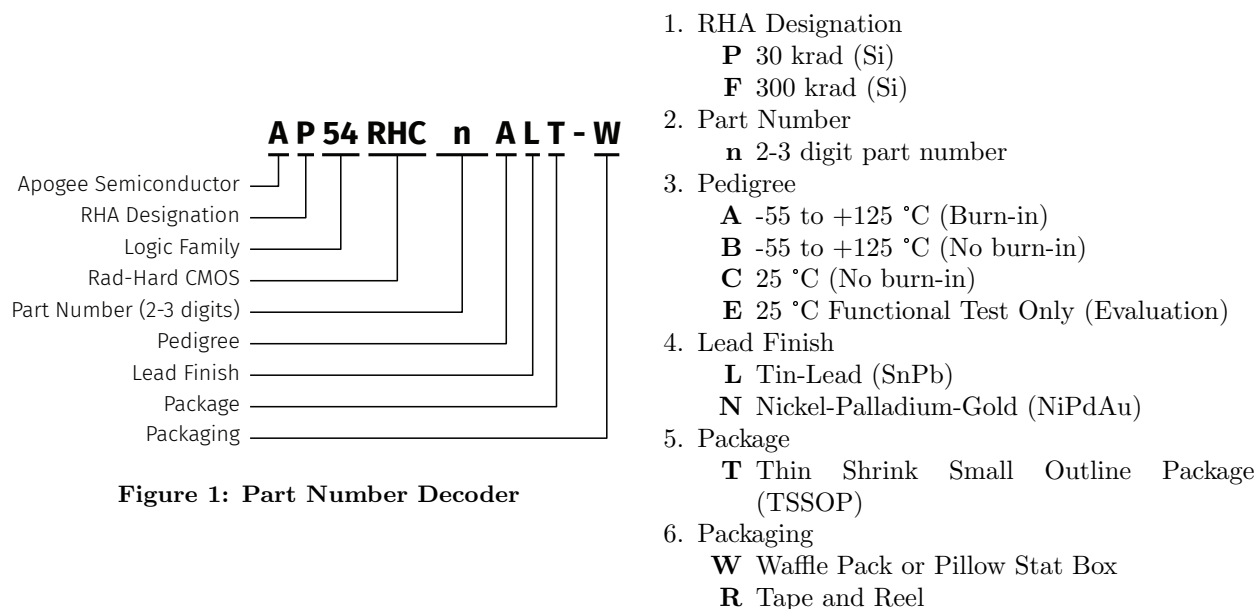 A P 54 RHC n A L T - W
Apogee Semiconductor
RHA Designation
Logic Family
Rad-Hard CMOS
Part Number (2-3 digits)
Pedigree
Lead Finish
Package
Packaging
Figure 1: Part Number Decoder
1. RHA Designation
P 30 krad (Si)
F 300 krad (Si)
2. Part Number
n 2-3 digit part number
3. Pedigree
A -55 to +125 °C (Burn-in)
B -55 to +125 °C (No burn-in)
C 25 °C (No burn-in)
E 25 °C Functional Test Only (Evaluation)
4. Lead Finish
L Tin-Lead (SnPb)
N Nickel-Palladium-Gold (NiPdAu)
5. Package
T Thin Shrink Small Outline Package
(TSSOP)
6. Packaging
W Waffle Pack or Pillow Stat Box
R Tape and Reel